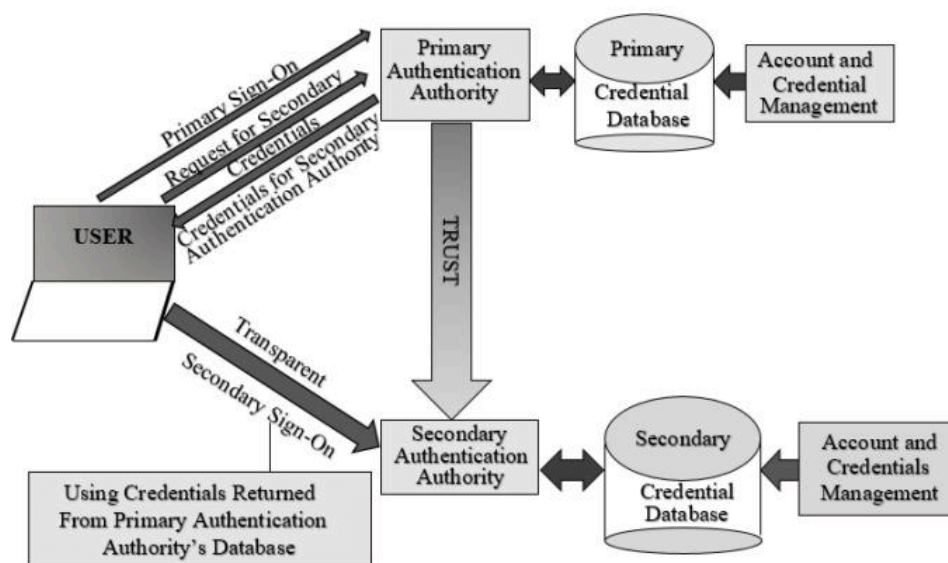 Primary
Authentication
Authority
Primary
Credential
Database
Account and
Credential
Management
Primary Sign-On
Request for Secondary
Credentials
Credentials for Secondary
Authentication Authority
USER
TRUST
Transparent
Secondary Sign-On
Secondary
Authentication
Authority
Secondary
Credential
Database
Account and
Credentials
Management
Using Credentials Returned
From Primary Authentication
Authority's Database